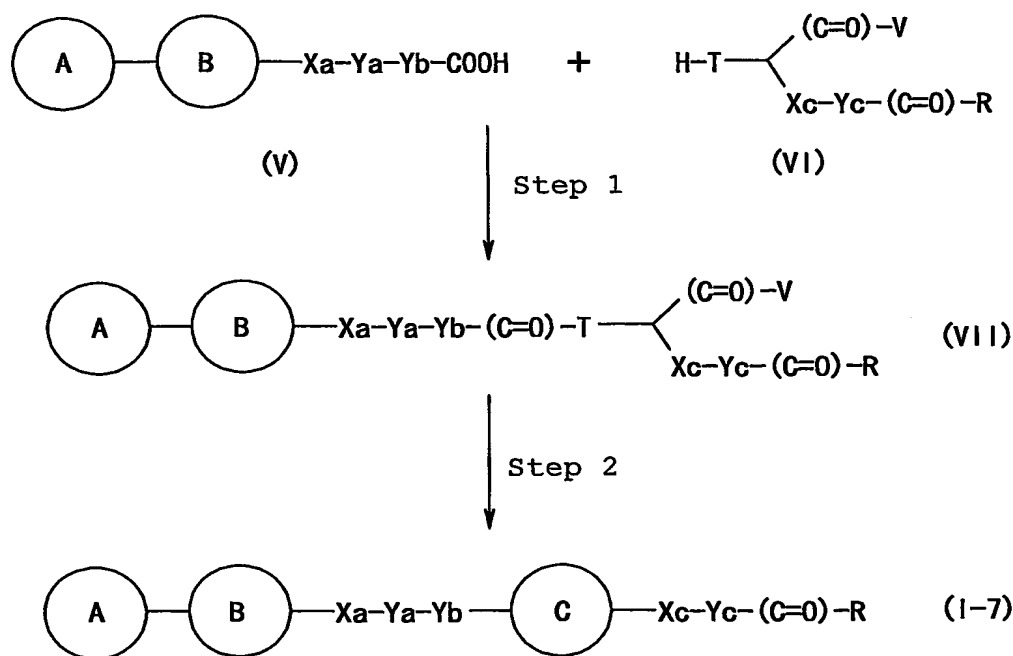 (C=O)-V
A B Xa-Ya-Yb-COOH + H-T
Xc-Yc-(C=O)-R
(V) (VI)
Step 1
(C=O)-V
A B Xa-Ya-Yb-(C=O)-T (VII)
Xc-Yc-(C=O)-R
Step 2
A B Xa-Ya-Yb C Xc-Yc-(C=O)-R (I-7)